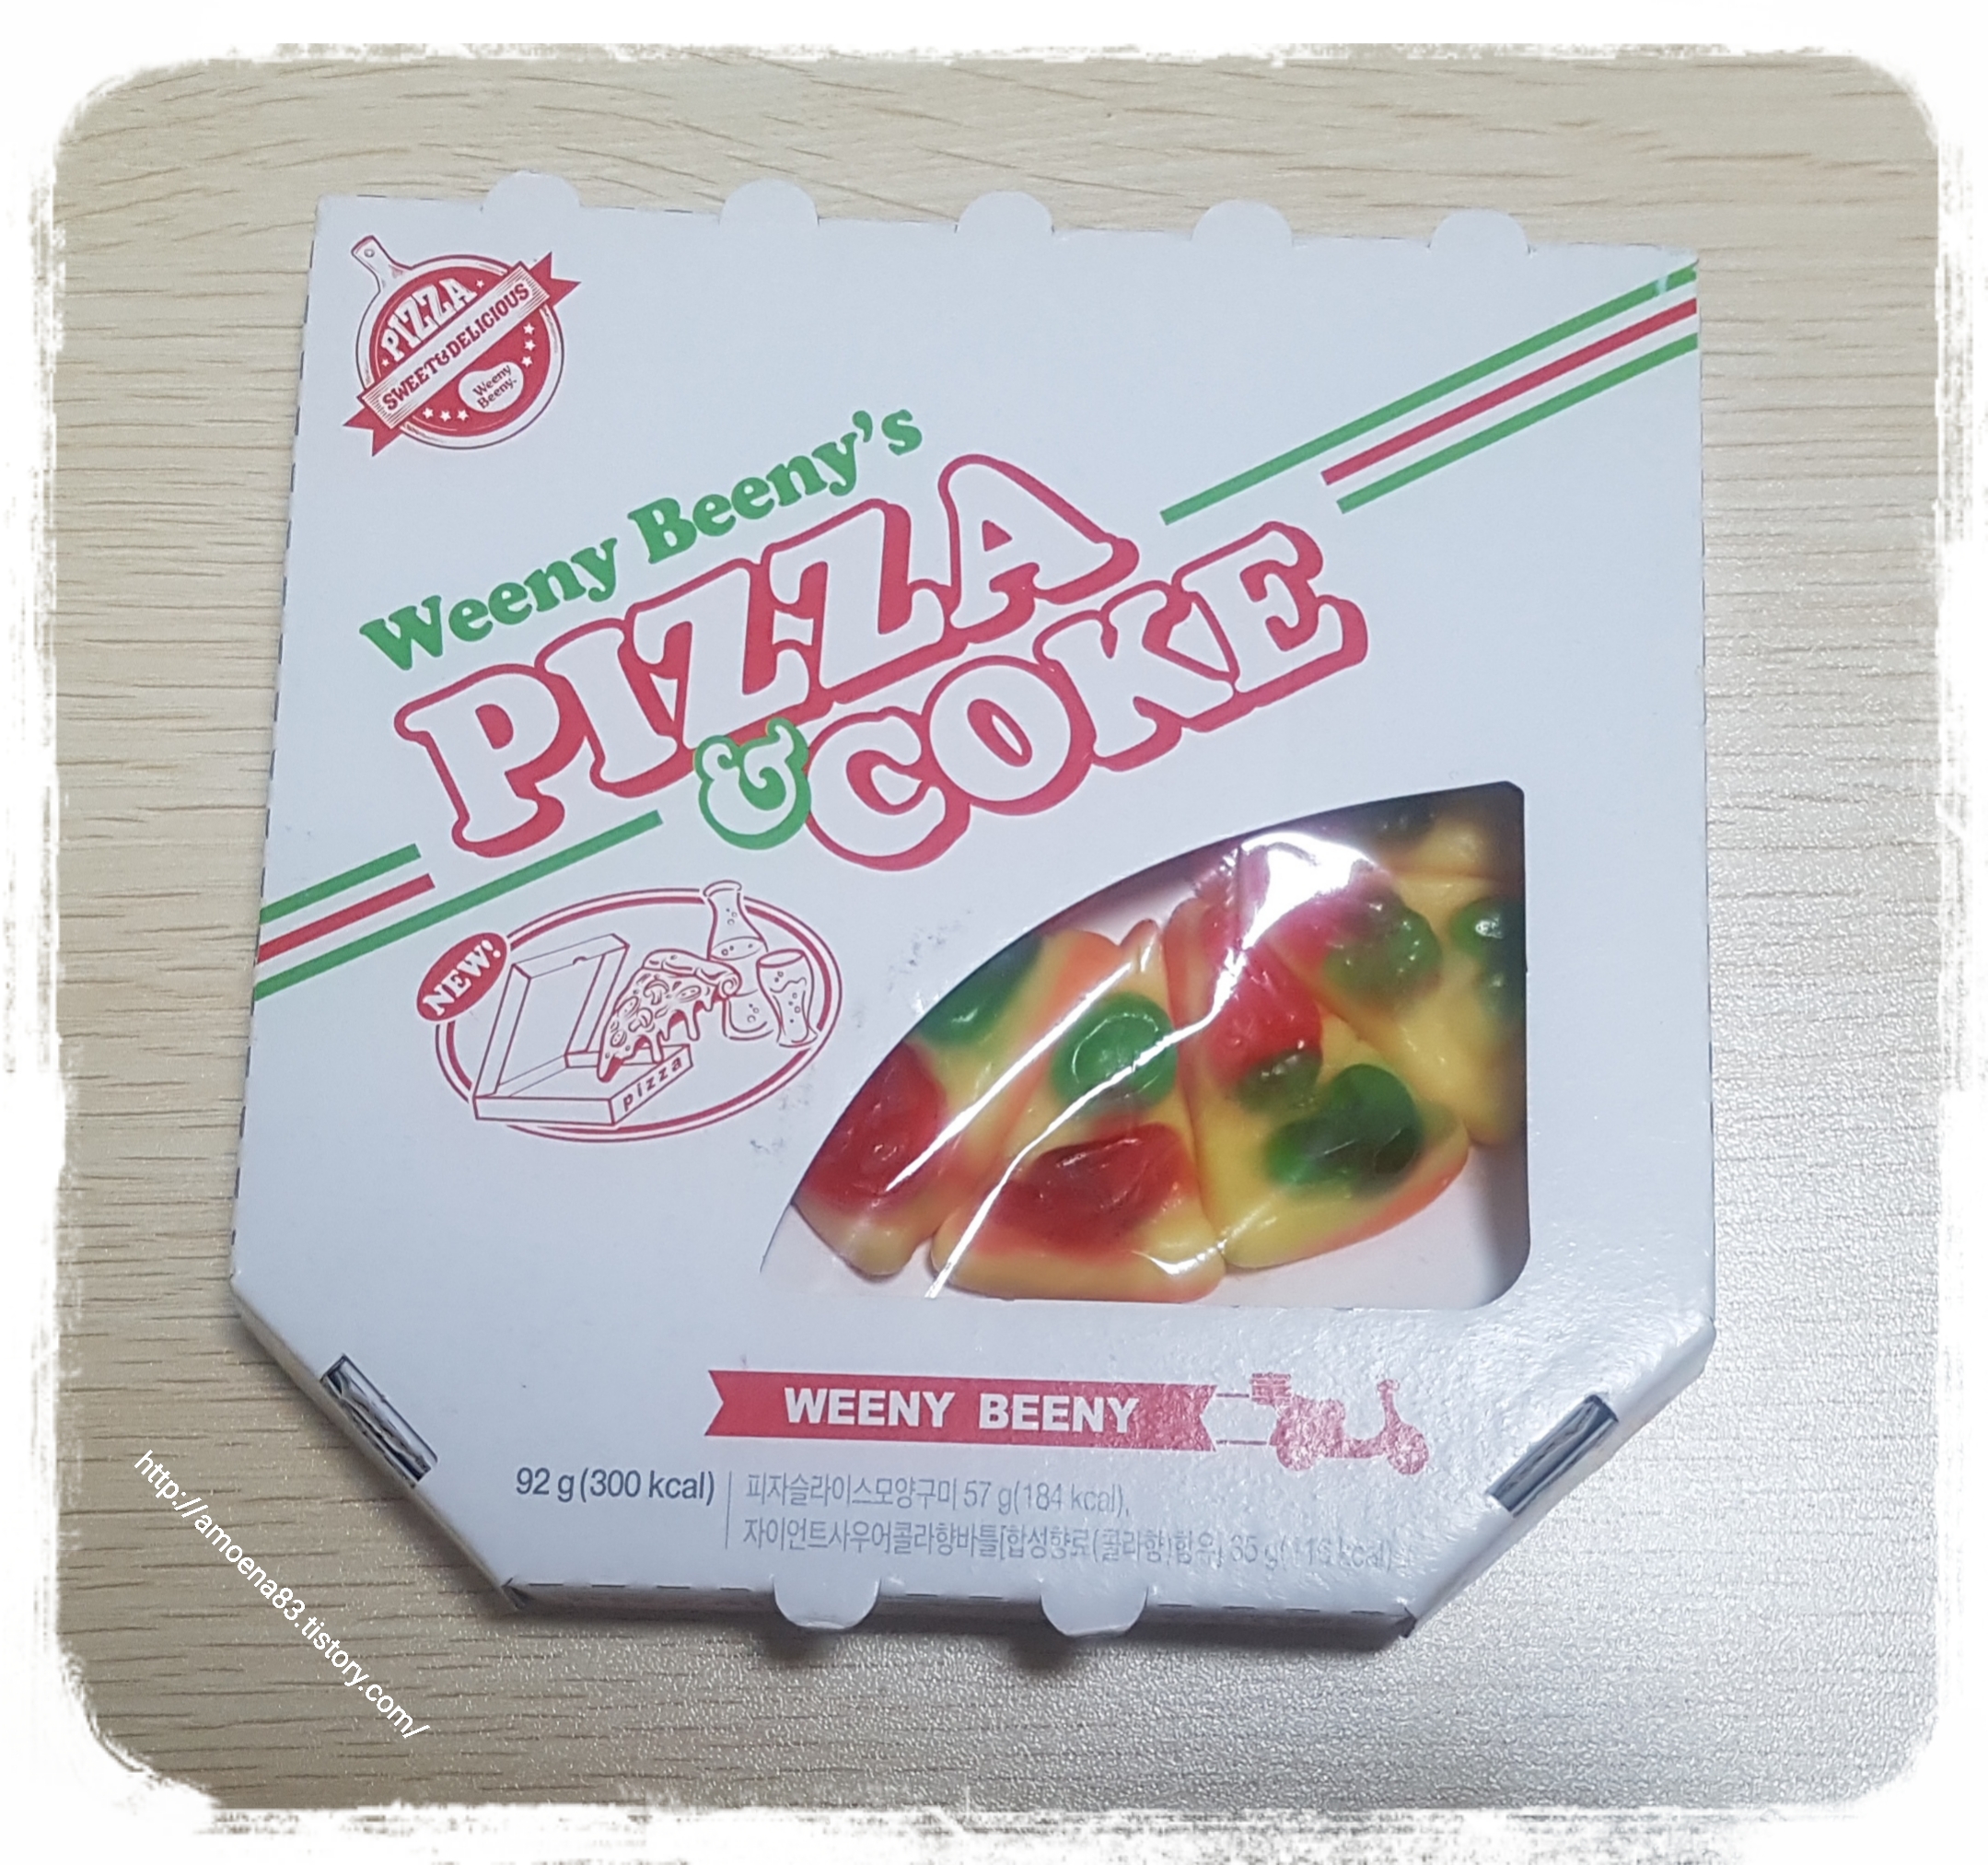 PIZZA
SWEET&DELICIOUS
Weeny
Beeny
Weeny Beeny's
PIZZA
& COKE
NEW!
pizza
WEENY BEENY
92 g (300 kcal)
피자슬라이스모양구미 57 g(184 kcal),
자이언트사우어콜라향바틀[합성향료(콜라향)함유] 35 g(116 kcal)
http://amoena83.tistory.com/